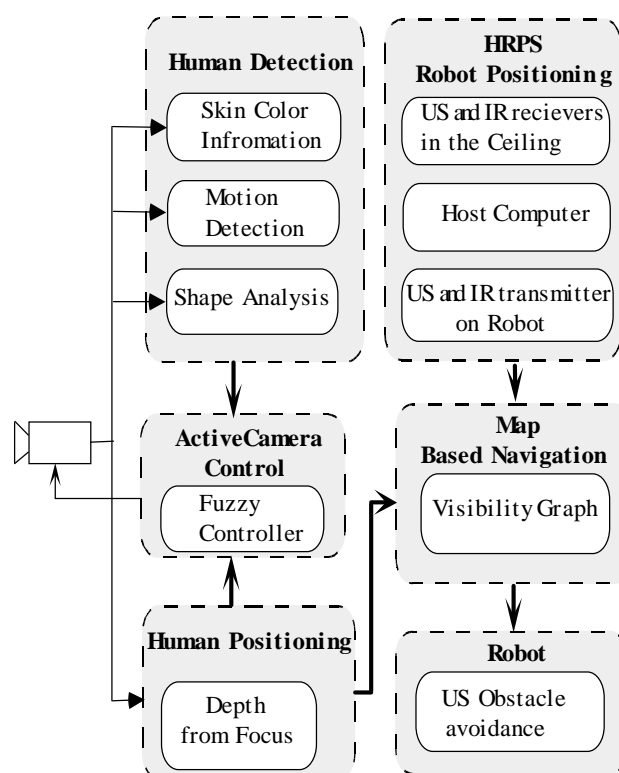 Human Detection
Skin Color
Infromation
Motion
Detection
Shape Analysis
ActiveCamera
Control
Fuzzy
Controller
Human Positioning
Depth
from Focus
HRPS
Robot Positioning
US and IR recievers
in the Ceiling
Host Computer
US and IR transmitter
on Robot
Map
Based Navigation
Visibility Graph
Robot
US Obstacle
avoidance